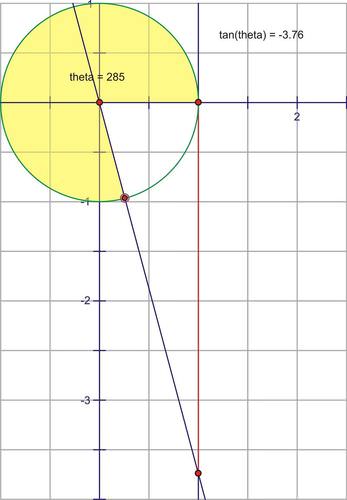 1
tan(theta) = -3.76
theta = 285
2
-1
-2
-3